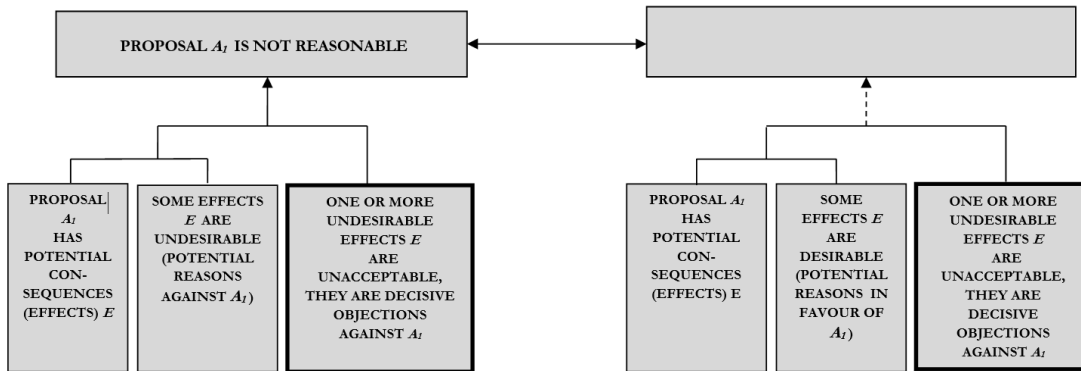 PROPOSAL A1 IS NOT REASONABLE
PROPOSAL
A1
HAS
POTENTIAL
CON-
SEQUENCES
(EFFECTS) E
SOME EFFECTS
E ARE
UNDESIRABLE
(POTENTIAL
REASONS
AGAINST A1)
ONE OR MORE
UNDESIRABLE
EFFECTS E
ARE
UNACCEPTABLE,
THEY ARE DECISIVE
OBJECTIONS
AGAINST A1
PROPOSAL A1
HAS
POTENTIAL
CON-
SEQUENCES
(EFFECTS) E
SOME
EFFECTS E
ARE
DESIRABLE
(POTENTIAL
REASONS IN
FAVOUR OF
A1)
ONE OR MORE
UNDESIRABLE
EFFECTS E
ARE
UNACCEPTABLE,
THEY ARE
DECISIVE
OBJECTIONS
AGAINST A1